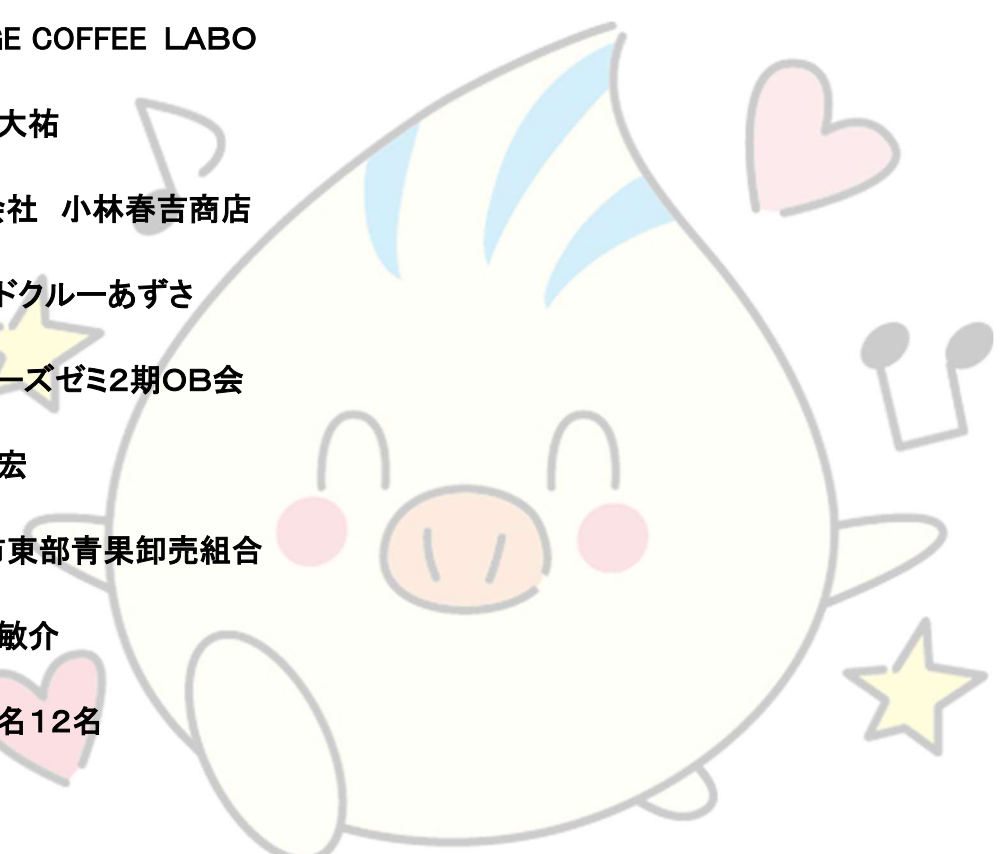 GE COFFEE LABO
大祐
会社　小林春吉商店
ドクルーあずさ
ーズゼミ２期ＯＢ会
宏
市東部青果卸売組合
敏介
名１２名